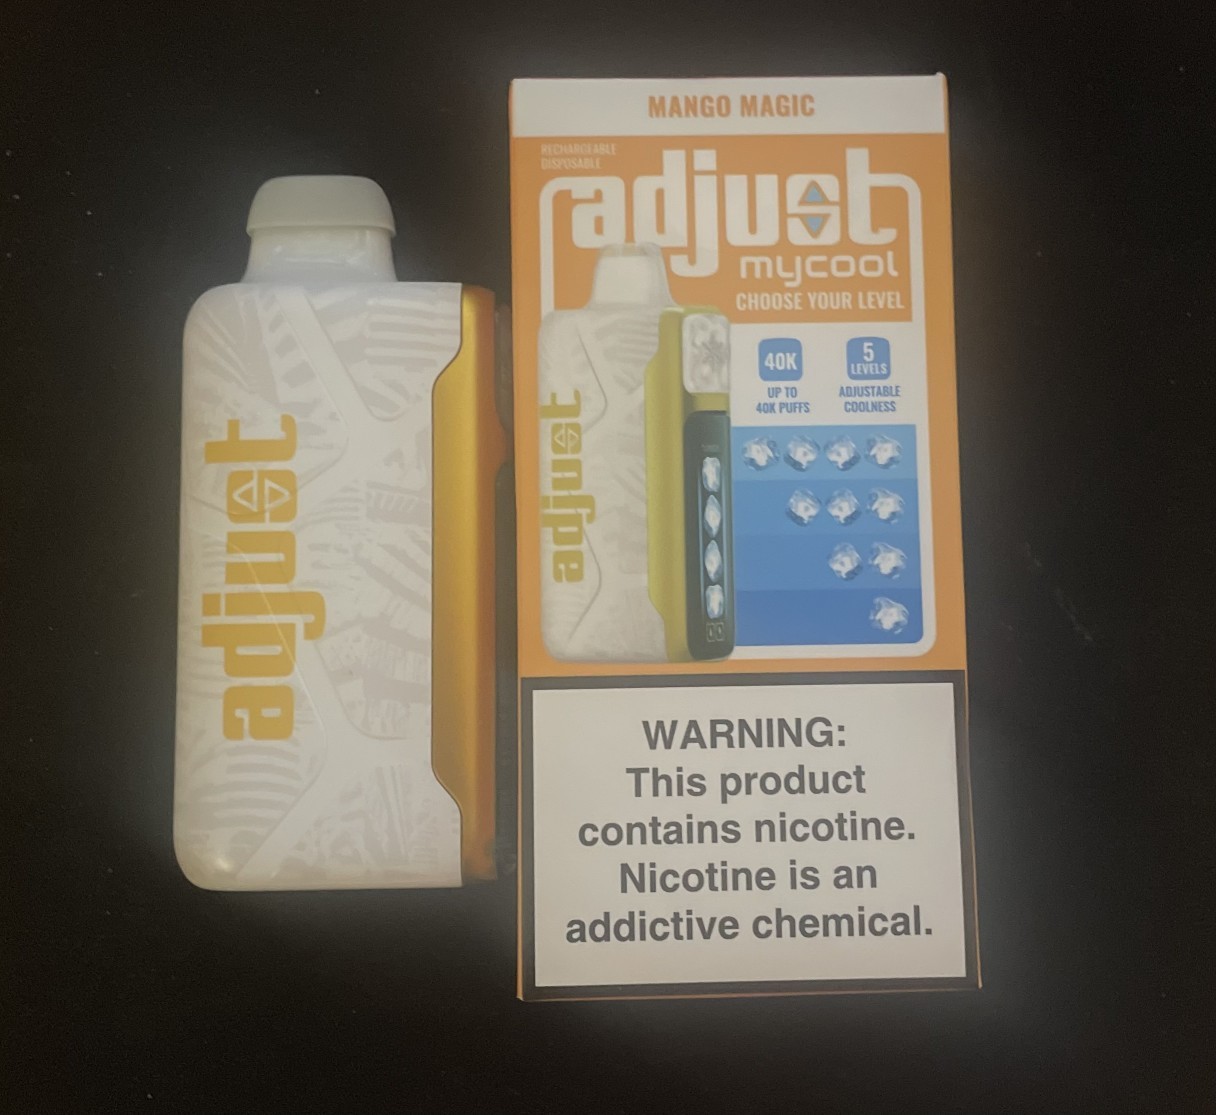 adjust
MANGO MAGIC
RECHARGEABLE
DISPOSABLE
adjust
mycool
CHOOSE YOUR LEVEL
40K
UP TO
40K PUFFS
5
LEVELS
ADJUSTABLE
COOLNESS
adjust
WARNING:
This product
contains nicotine.
Nicotine is an
addictive chemical.